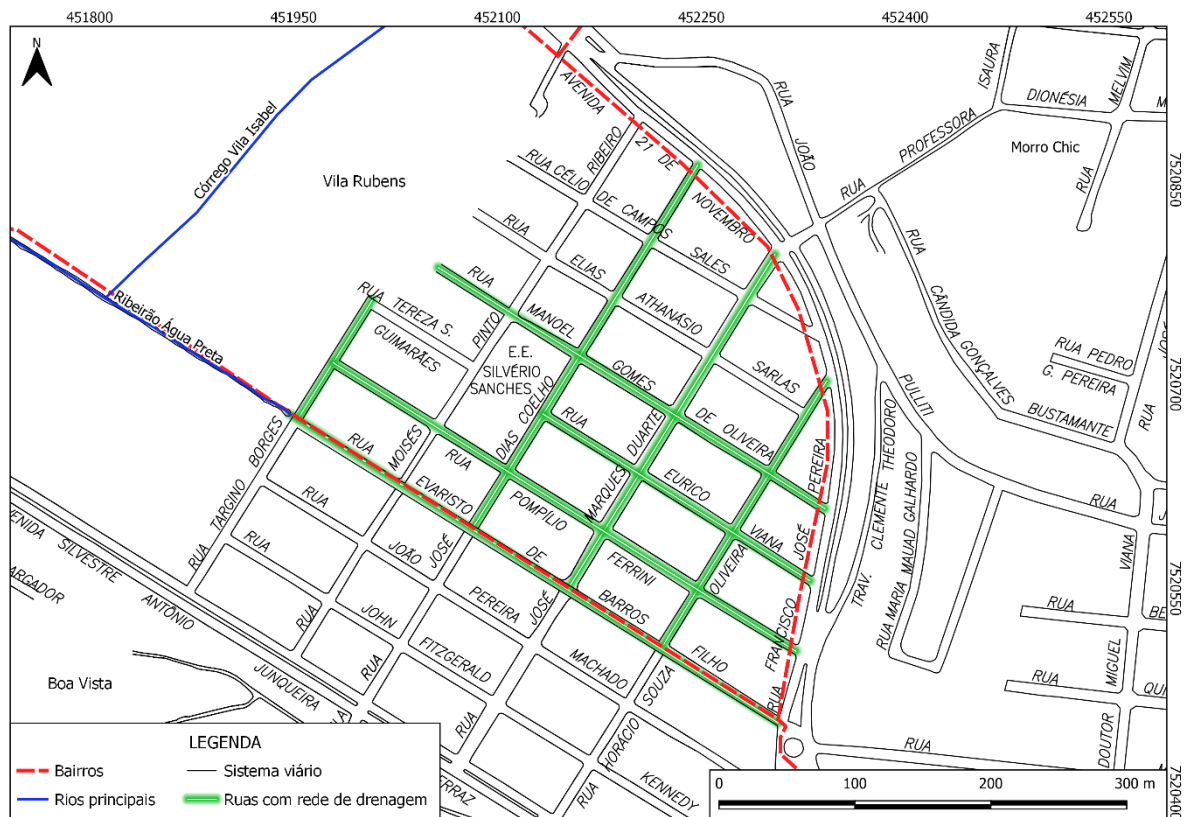 451800 451950 452100 452250 452400 452550
N
AVENIDA
27 DE
NOVEMBRO
RUA
JOÃO
PULLITI
RUA
PROFESSORA
ISAURA
DIONÉSIA
MELVIM
RUA
Morro Chic
7520850
Córrego Vila Isabel
Vila Rubens
RUA CÉLIO
DE CAMPOS
SALES
RIBEIRO
PINTO
MOISES
RUA
ELIAS
ATHANÁSIO
SARLAS
RUA
MANOEL
GOMES
DE OLIVEIRA
RUA TEREZA S.
GUIMARÃES
E.E.
SILVÉRIO
SANCHES
COELHO
DIAS
JOSÉ
Ribeirão Água Preta
RUA
CÂNDIDA GONÇALVES
BUSTAMANTE
RUA PEDRO
G. PEREIRA
RUA
7520700
RUA
EURICO
VIANA
DUARTE
MARQUES
JOSÉ
RUA
POMPÍLIO
FERRINI
OLIVEIRA
SOUZA
HORÁCIO
RUA
PEREIRA
JOSÉ
FRANCISCO
RUA
RUA
EVARISTO
DE
BARROS
FILHO
BORGES
TARGINO
RUA
RUA
JOÃO
PEREIRA
MACHADO
RUA
JOHN
FITZGERALD
KENNEDY
RUA
RUA
RUA
TRAV.
CLEMENTE THEODORO
RUA MARIA MAUAD GALHARDO
RUA
VIANA
MIGUEL
DOUTOR
RUA
RUA
RUA
7520550
ENIDA
SILVESTRE
ANTÔNIO
JUNQUEIRA
ERRAZ
ARCADOR
Boa Vista
LEGENDA
Bairros
Sistema viário
Rios principais
Ruas com rede de drenagem
0 100 200 300 m
7520400